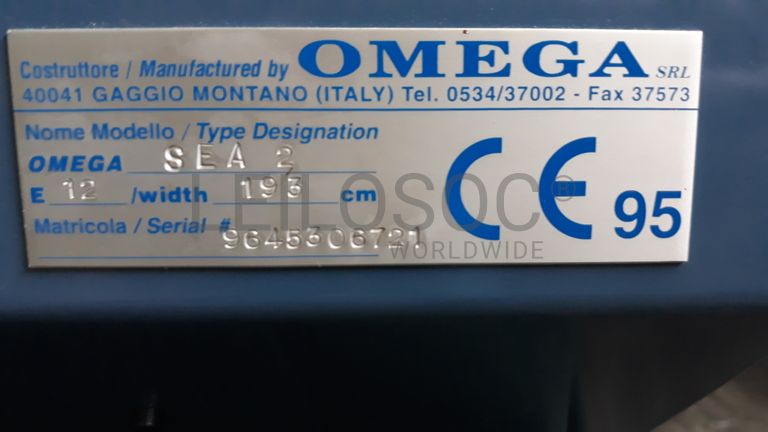 Costruttore / Manufactured by OMEGA SRL
40041 GAGGIO MONTANO (ITALY) Tel. 0534/37002 - Fax 37573
Nome Modello / Type Designation
OMEGA SEA 2
E 12 /width 193 cm
Matricola / Serial # 9645306721
CE 95
LEILOSOC®
WORLDWIDE